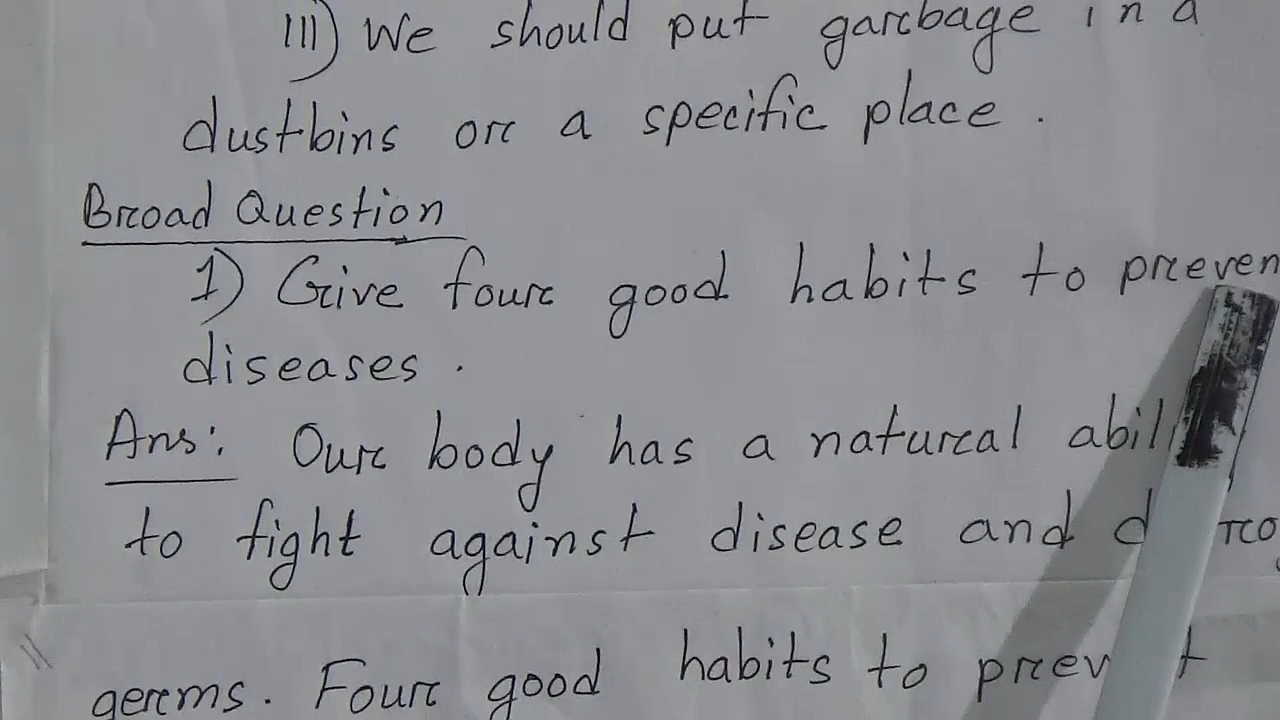 III) We should put garbage in a
dustbins or a specific place.
Broad Question
1) Give four good habits to preven
diseases.
Ans: Our body has a natural abil
to fight against disease and
germs. Four good habits to